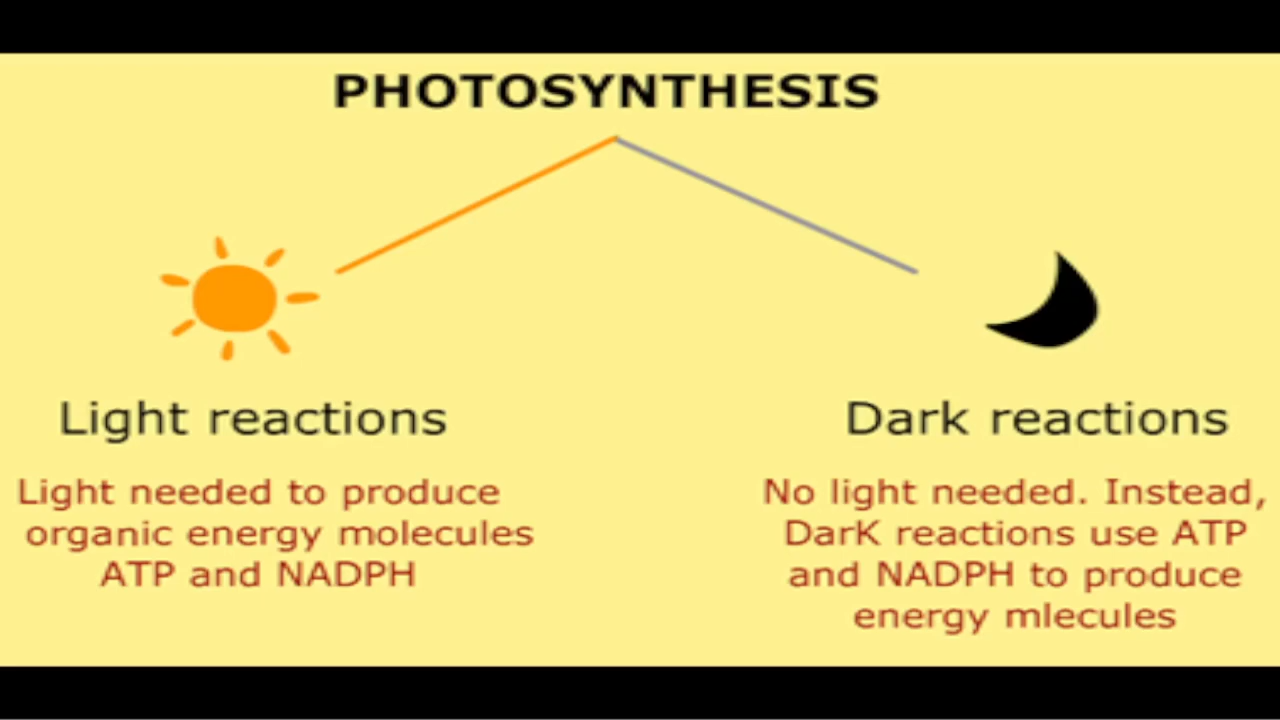 PHOTOSYNTHESIS
Light reactions
Light needed to produce
organic energy molecules
ATP and NADPH
Dark reactions
No light needed. Instead,
DarK reactions use ATP
and NADPH to produce
energy mlecules